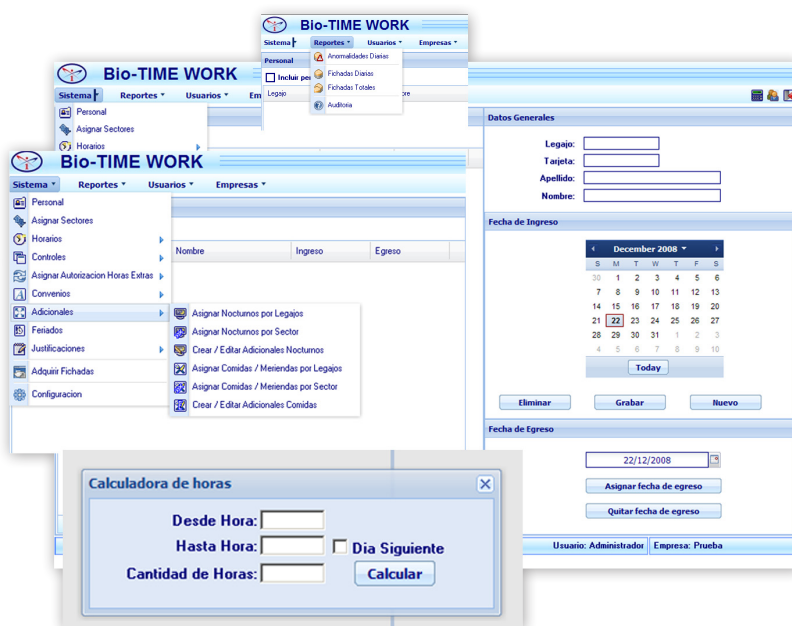 Bio-TIME WORK
Sistema Reportes Usuarios Empresas
Personal
Anomalidades Diarias
Incluir per
Fichadas Diarias
Legajo
Fichadas Totales
bre
Auditoria
Bio-TIME WORK
Sistema Reportes Usuarios Em
Personal
Asignar Sectores
Horarios
Bio-TIME WORK
Sistema Reportes Usuarios Empresas
Personal
Asignar Sectores
Horarios
Controles
Asignar Autorizacion Horas Extras
Convenios
Adicionales
Feriados
Justificaciones
Adquirir Fichadas
Configuracion
Nombre Ingreso Egreso
Asignar Nocturnos por Legajos
Asignar Nocturnos por Sector
Crear / Editar Adicionales Nocturnos
Asignar Comidas / Meriendas por Legajos
Asignar Comidas / Meriendas por Sector
Crear / Editar Adicionales Comidas
Datos Generales
Legajo:
Tarjeta:
Apellido:
Nombre:
Fecha de Ingreso
December 2008
S M T W T F S
30 1 2 3 4 5 6
7 8 9 10 11 12 13
14 15 16 17 18 19 20
21 22 23 24 25 26 27
28 29 30 31 1 2 3
4 5 6 7 8 9 10
Today
Eliminar Grabar Nuevo
Fecha de Egreso
22/12/2008
Asignar fecha de egreso
Quitar fecha de egreso
Usuario: Administrador Empresa: Prueba
Calculadora de horas
Desde Hora:
Hasta Hora: Dia Siguiente
Cantidad de Horas: Calcular